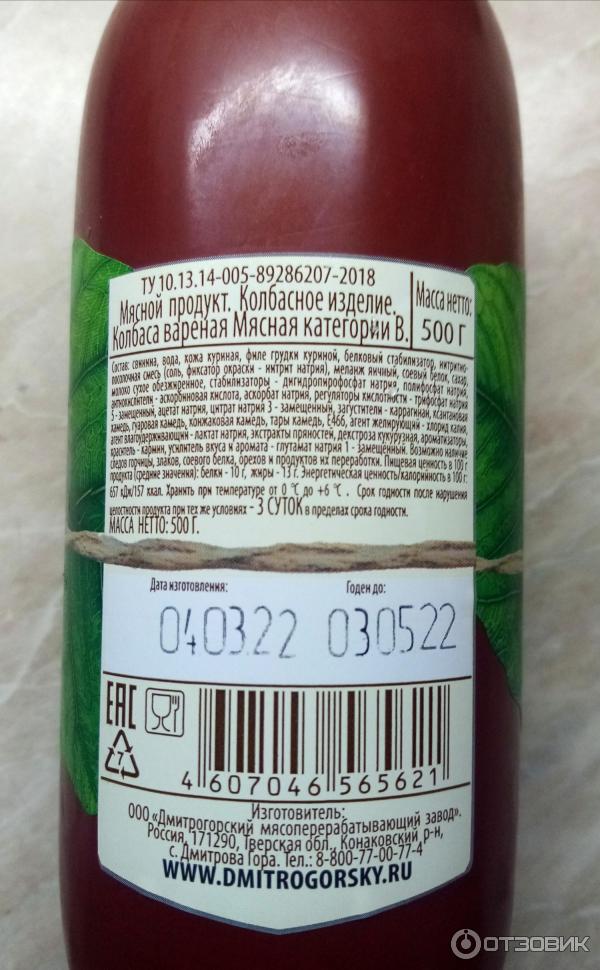 ТУ 10.13.14-005-89286207-2018
Мясной продукт. Колбасное изделие.
Колбаса вареная Мясная категории В.
Масса нетто:
500 Г
Состав: свинина, вода, кожа куриная, филе грудки куриной, белковый стабилизатор, нитритно-
посолочная смесь (соль, фиксатор окраски - нитрит натрия), меланж яичный, соевый белок, сахар,
молоко сухое обезжиренное, стабилизаторы - дигидропирофосфат натрия, полифосфат натрия,
антиокислители - аскорбиновая кислота, аскорбат натрия, регуляторы кислотности - трифосфат натрия
5 - замещенный, ацетат натрия, цитрат натрия 3 - замещенный, загустители - каррагинан, ксантановая
камедь, гуаровая камедь, конжаковая камедь, тары камедь, Е466, агент желирующий - хлорид калия,
агент влагоудерживающий - лактат натрия, экстракты пряностей, декстроза кукурузная, ароматизаторы,
краситель - кармин, усилитель вкуса и аромата - глутамат натрия 1 - замещенный. Возможно наличие
следов горчицы, злаков, соевого белка, орехов и продуктов их переработки. Пищевая ценность в 100 г
продукта (средние значения): белки - 10 г, жиры - 13 г. Энергетическая ценность/калорийность в 100 г:
657 кДж/157 ккал. Хранить при температуре от 0 °С до +6 °С . Срок годности после нарушения
целостности продукта при тех же условиях - 3 СУТОК в пределах срока годности.
МАССА НЕТТО: 500 Г.
Дата изготовления: Годен до:
040322 030522
ЕАС
7
4 607046 565621
Изготовитель:
ООО «Дмитрогорский мясоперерабатывающий завод».
Россия, 171290, Тверская обл., Конаковский р-н,
с. Дмитрова Гора. Тел.: 8-800-77-00-77-4
WWW.DMITROGORSKY.RU
ОТЗОВИК